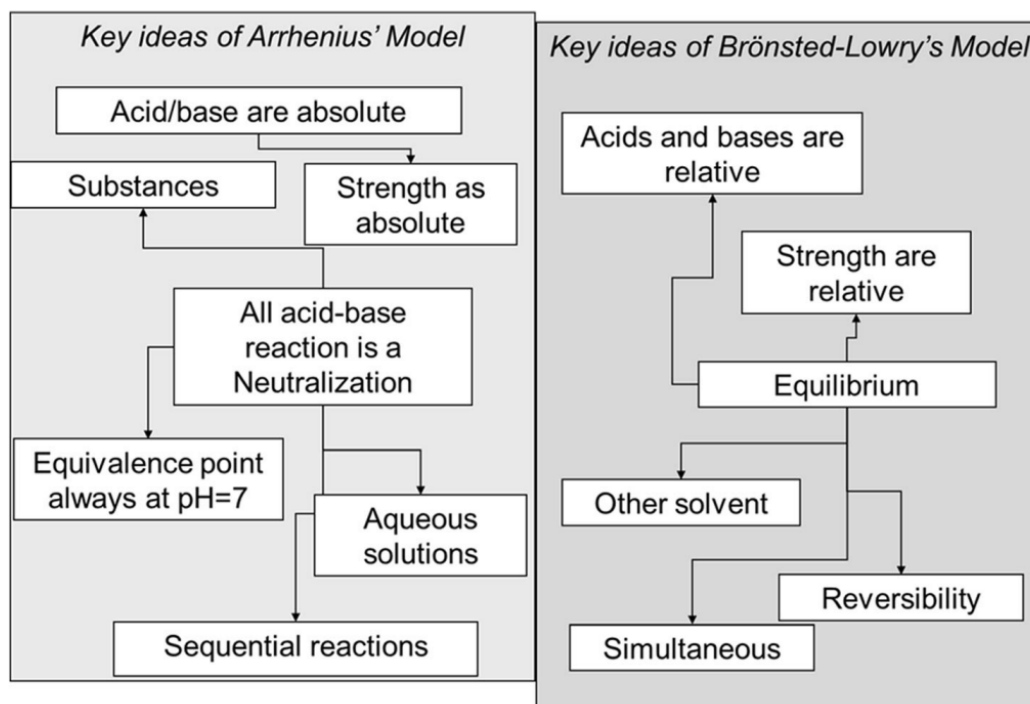 Key ideas of Arrhenius' Model
Acid/base are absolute
Substances
Strength as
absolute
All acid-base
reaction is a
Neutralization
Equivalence point
always at pH=7
Aqueous
solutions
Sequential reactions
Key ideas of Brönsted-Lowry's Model
Acids and bases are
relative
Strength are
relative
Equilibrium
Other solvent
Reversibility
Simultaneous